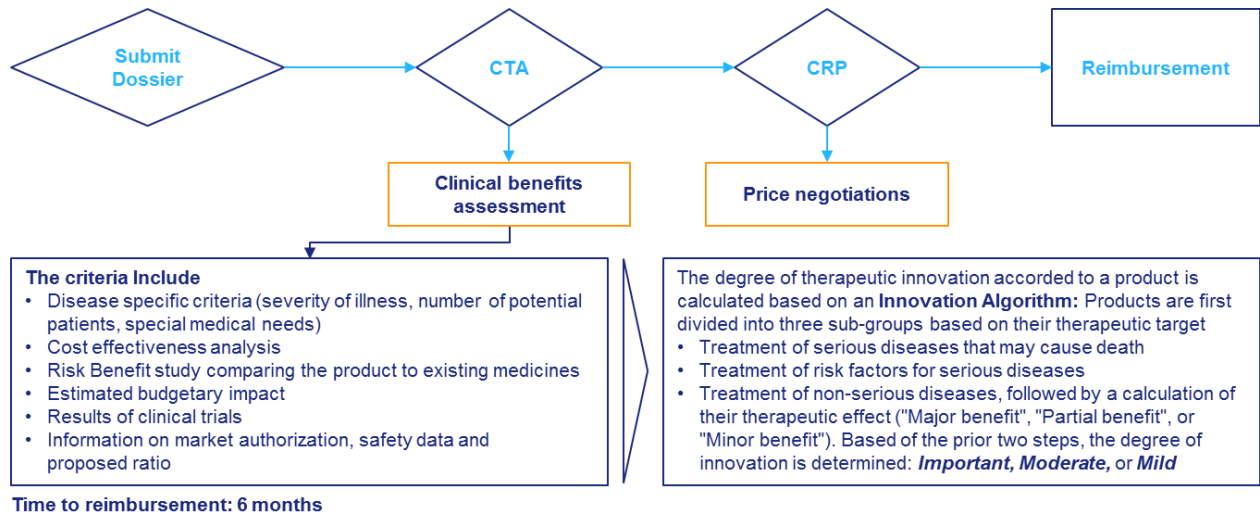 Submit
Dossier
CTA
CRP
Reimbursement
Clinical benefits
assessment
Price negotiations
The criteria Include
• Disease specific criteria (severity of illness, number of potential
patients, special medical needs)
• Cost effectiveness analysis
• Risk Benefit study comparing the product to existing medicines
• Estimated budgetary impact
• Results of clinical trials
• Information on market authorization, safety data and
proposed ratio
The degree of therapeutic innovation accorded to a product is
calculated based on an Innovation Algorithm: Products are first
divided into three sub-groups based on their therapeutic target
• Treatment of serious diseases that may cause death
• Treatment of risk factors for serious diseases
• Treatment of non-serious diseases, followed by a calculation of
their therapeutic effect ("Major benefit", "Partial benefit", or
"Minor benefit"). Based of the prior two steps, the degree of
innovation is determined: Important, Moderate, or Mild
Time to reimbursement: 6 months